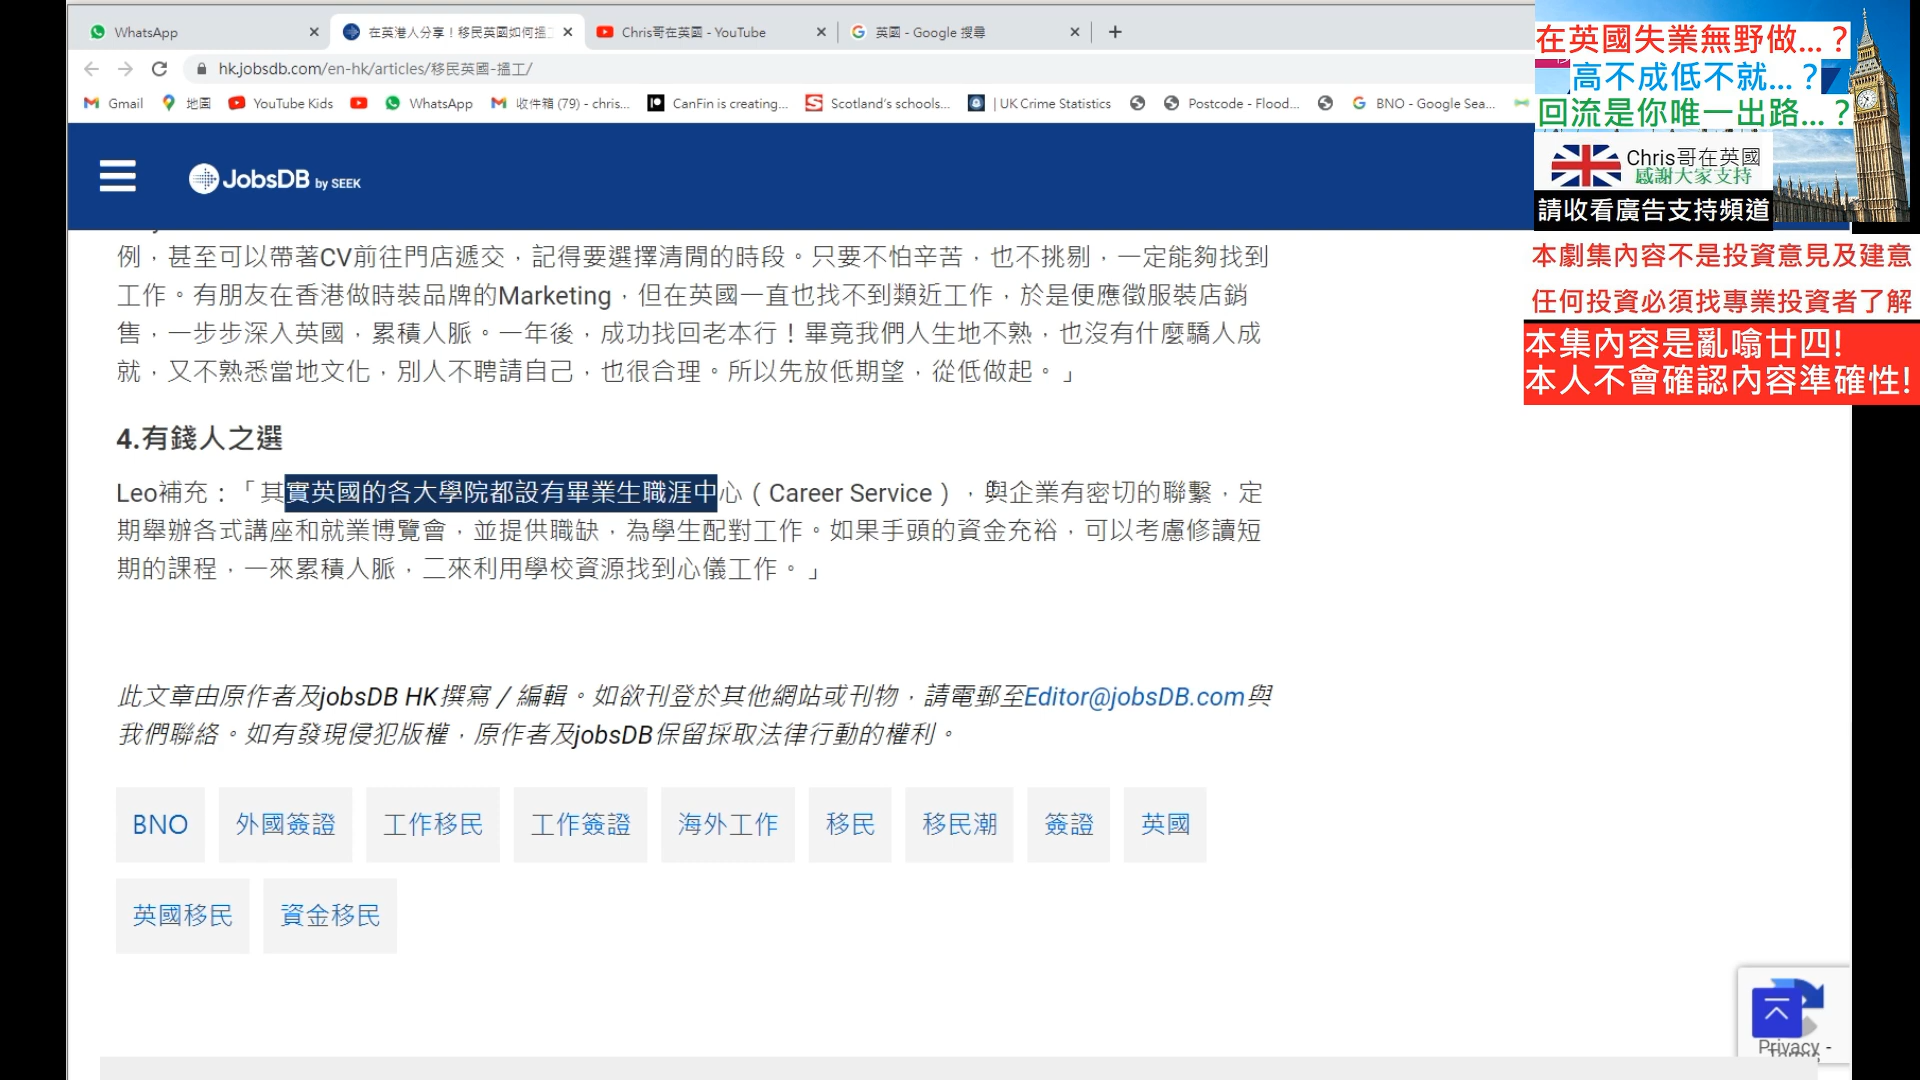 WhatsApp
在英港人分享！移民英國如何搵工
Chris哥在英國 - YouTube
英國 - Google 搜尋
hk.jobsdb.com/en-hk/articles/移民英國-搵工/
Gmail
地圖
YouTube Kids
WhatsApp
收件箱 (79) - chris...
CanFin is creating...
Scotland's schools...
| UK Crime Statistics
Postcode - Flood...
BNO - Google Sea...
JobsDB by SEEK
例，甚至可以帶著CV前往門店遞交，記得要選擇清閒的時段。只要不怕辛苦，也不挑剔，一定能夠找到
工作。有朋友在香港做時裝品牌的Marketing，但在英國一直也找不到類近工作，於是便應徵服裝店銷
售，一步步深入英國，累積人脈。一年後，成功找回老本行！畢竟我們人生地不熟，也沒有什麼驕人成
就，又不熟悉當地文化，別人不聘請自己，也很合理。所以先放低期望，從低做起。」
4.有錢人之選
Leo補充：「其實英國的各大學院都設有畢業生職涯中心（Career Service），與企業有密切的聯繫，定
期舉辦各式講座和就業博覽會，並提供職缺，為學生配對工作。如果手頭的資金充裕，可以考慮修讀短
期的課程，一來累積人脈，二來利用學校資源找到心儀工作。」
此文章由原作者及jobsDB HK撰寫 / 編輯。如欲刊登於其他網站或刊物，請電郵至Editor@jobsDB.com與
我們聯絡。如有發現侵犯版權，原作者及jobsDB保留採取法律行動的權利。
BNO
外國簽證
工作移民
工作簽證
海外工作
移民
移民潮
簽證
英國
英國移民
資金移民
在英國失業無野做...？
高不成低不就...？
回流是你唯一出路...？
Chris哥在英國
感謝大家支持
請收看廣告支持頻道
本劇集內容不是投資意見及建意
任何投資必須找專業投資者了解
本集內容是亂噏廿四!
本人不會確認內容準確性!
Privacy -